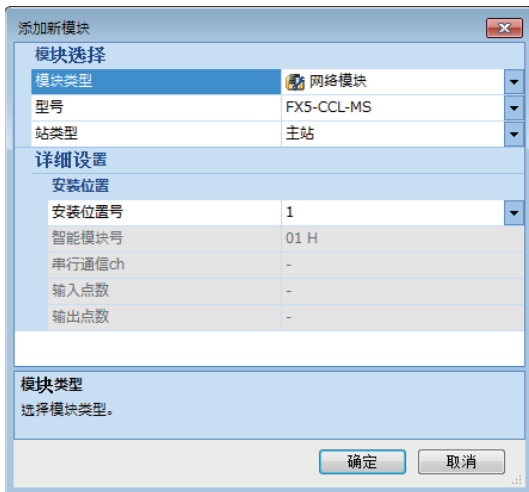 添加新模块
模块选择
模块类型 网络模块
型号 FX5-CCL-MS
站类型 主站
详细设置
安装位置
安装位置号 1
智能模块号 01 H
串行通信ch -
输入点数 -
输出点数 -
模块类型
选择模块类型。
确定 取消